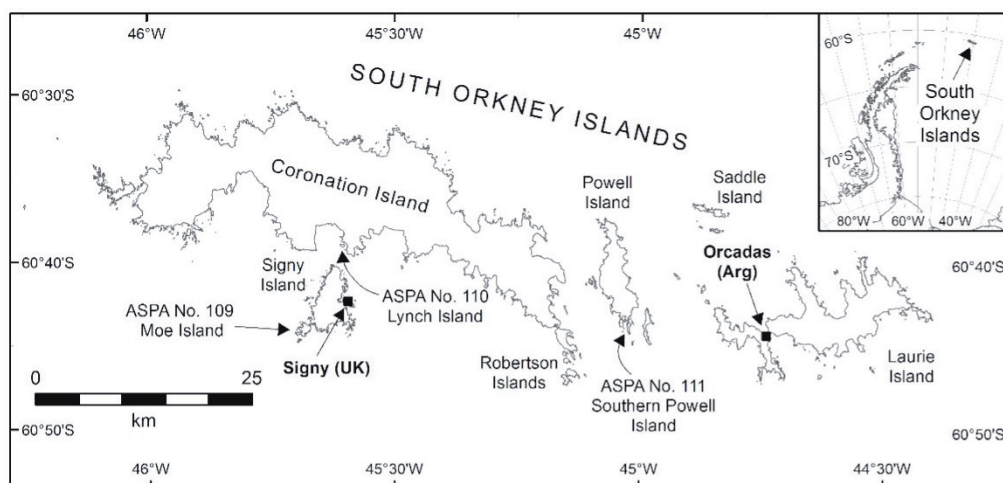 46°W
45°30'W
45°W
60°S
70°S
80°W
60°W
40°W
South
Orkney
Islands
60°30'S
SOUTH ORKNEY ISLANDS
Coronation Island
Powell
Island
Saddle
Island
60°40'S
Signy
Island
Orcadas
(Arg)
60°40'S
ASPA No. 109
Moe Island
ASPA No. 110
Lynch Island
Signy (UK)
Robertson
Islands
ASPA No. 111
Southern Powell
Island
Laurie
Island
0
25
km
60°50'S
60°50'S
46°W
45°30'W
45°W
44°30'W